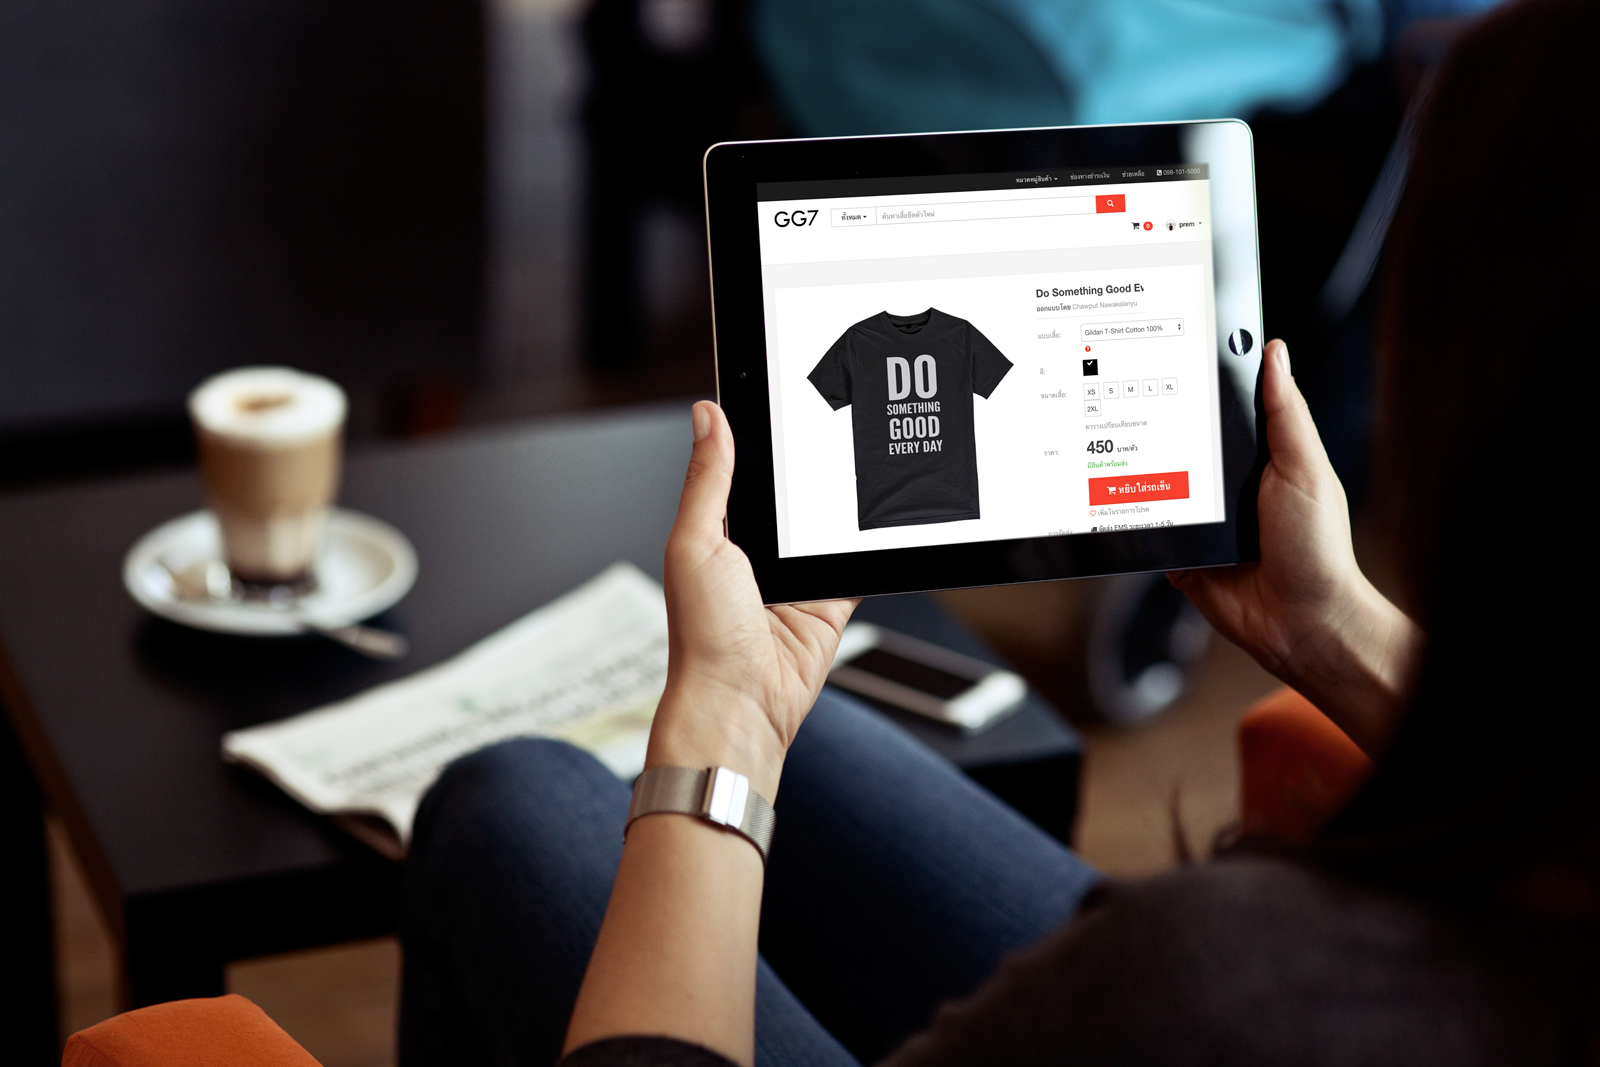 หมวดหมู่สินค้า ช่องทางชำระเงิน ช่วยเหลือ 098-101-5050
GG7 ทั้งหมด ค้นหาเสื้อยืดตัวใหม่
0 prem
Do Something Good Ev
ออกแบบโดย Chawput Nawakalanyu
แบบเสื้อ: Gildan T-Shirt Cotton 100%
สี:
ขนาดเสื้อ: XS S M L XL
2XL
ตารางเปรียบเทียบขนาด
ราคา: 450 บาท/ตัว
มีสินค้าพร้อมส่ง
หยิบใส่รถเข็น
เพิ่มในรายการโปรด
จัดส่ง EMS ระยะเวลา 1-5 วัน
DO
SOMETHING
GOOD
EVERY DAY